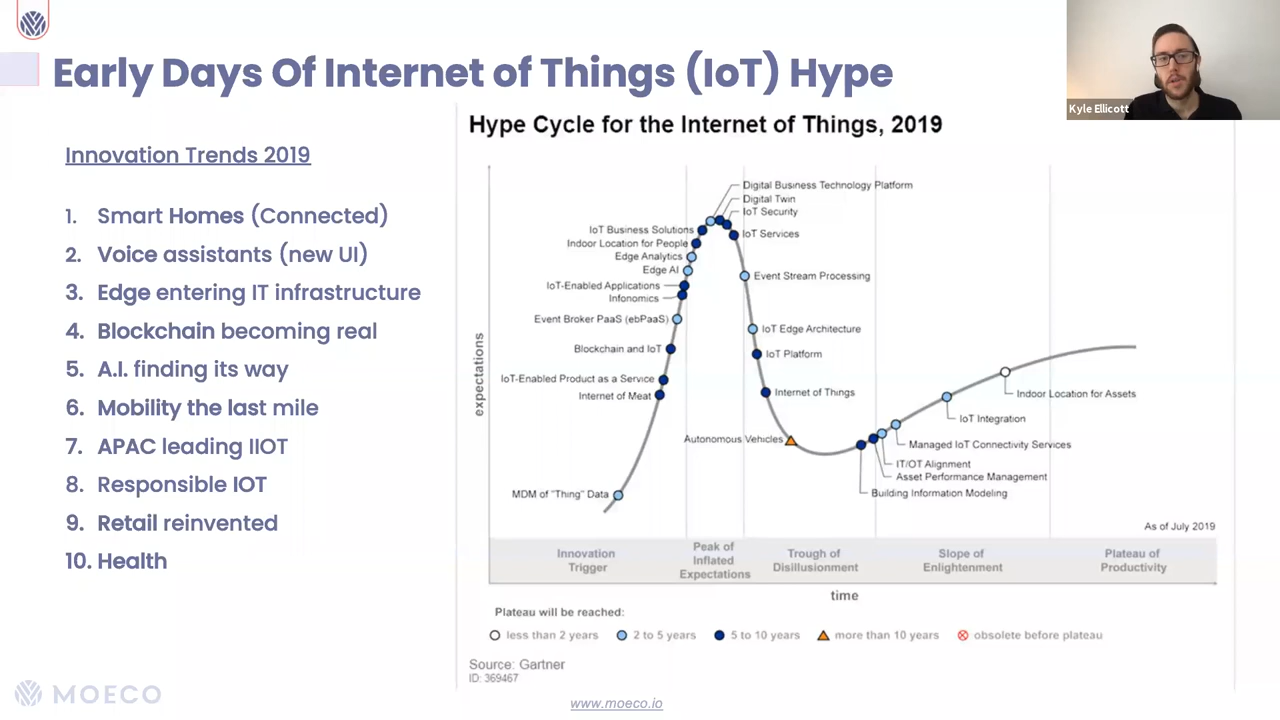 Early Days Of Internet of Things (IoT) Hype
Kyle Ellicott
Innovation Trends 2019
1. Smart Homes (Connected)
2. Voice assistants (new UI)
3. Edge entering IT infrastructure
4. Blockchain becoming real
5. A.I. finding its way
6. Mobility the last mile
7. APAC leading IIOT
8. Responsible IOT
9. Retail reinvented
10. Health
Hype Cycle for the Internet of Things, 2019
expectations
Digital Business Technology Platform
Digital Twin
IoT Security
IoT Business Solutions
IoT Services
Indoor Location for People
Edge Analytics
Edge AI
Event Stream Processing
IoT-Enabled Applications
Infonomics
Event Broker PaaS (ebPaaS)
IoT Edge Architecture
Blockchain and IoT
IoT Platform
IoT-Enabled Product as a Service
Internet of Meat
Internet of Things
Indoor Location for Assets
IoT Integration
Autonomous Vehicles
Managed IoT Connectivity Services
IT/OT Alignment
Asset Performance Management
MDM of "Thing" Data
Building Information Modeling
As of July 2019
Innovation
Trigger
Peak of
Inflated
Expectations
Trough of
Disillusionment
Slope of
Enlightenment
Plateau of
Productivity
time
Plateau will be reached:
less than 2 years
2 to 5 years
5 to 10 years
more than 10 years
obsolete before plateau
Source: Gartner
ID: 369467
MOECO
www.moeco.io